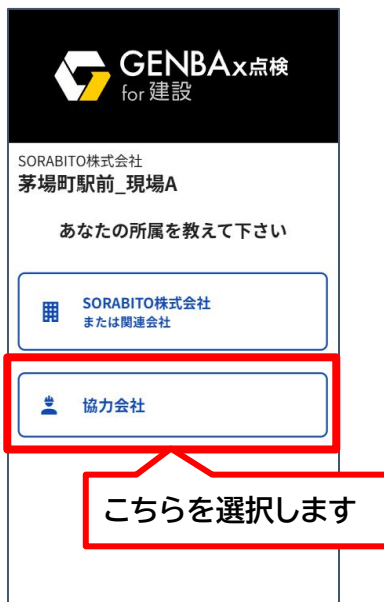 GENBAx点検
for 建設
SORABITO株式会社
茅場町駅前_現場A
あなたの所属を教えて下さい
SORABITO株式会社
または関連会社
協力会社
こちらを選択します